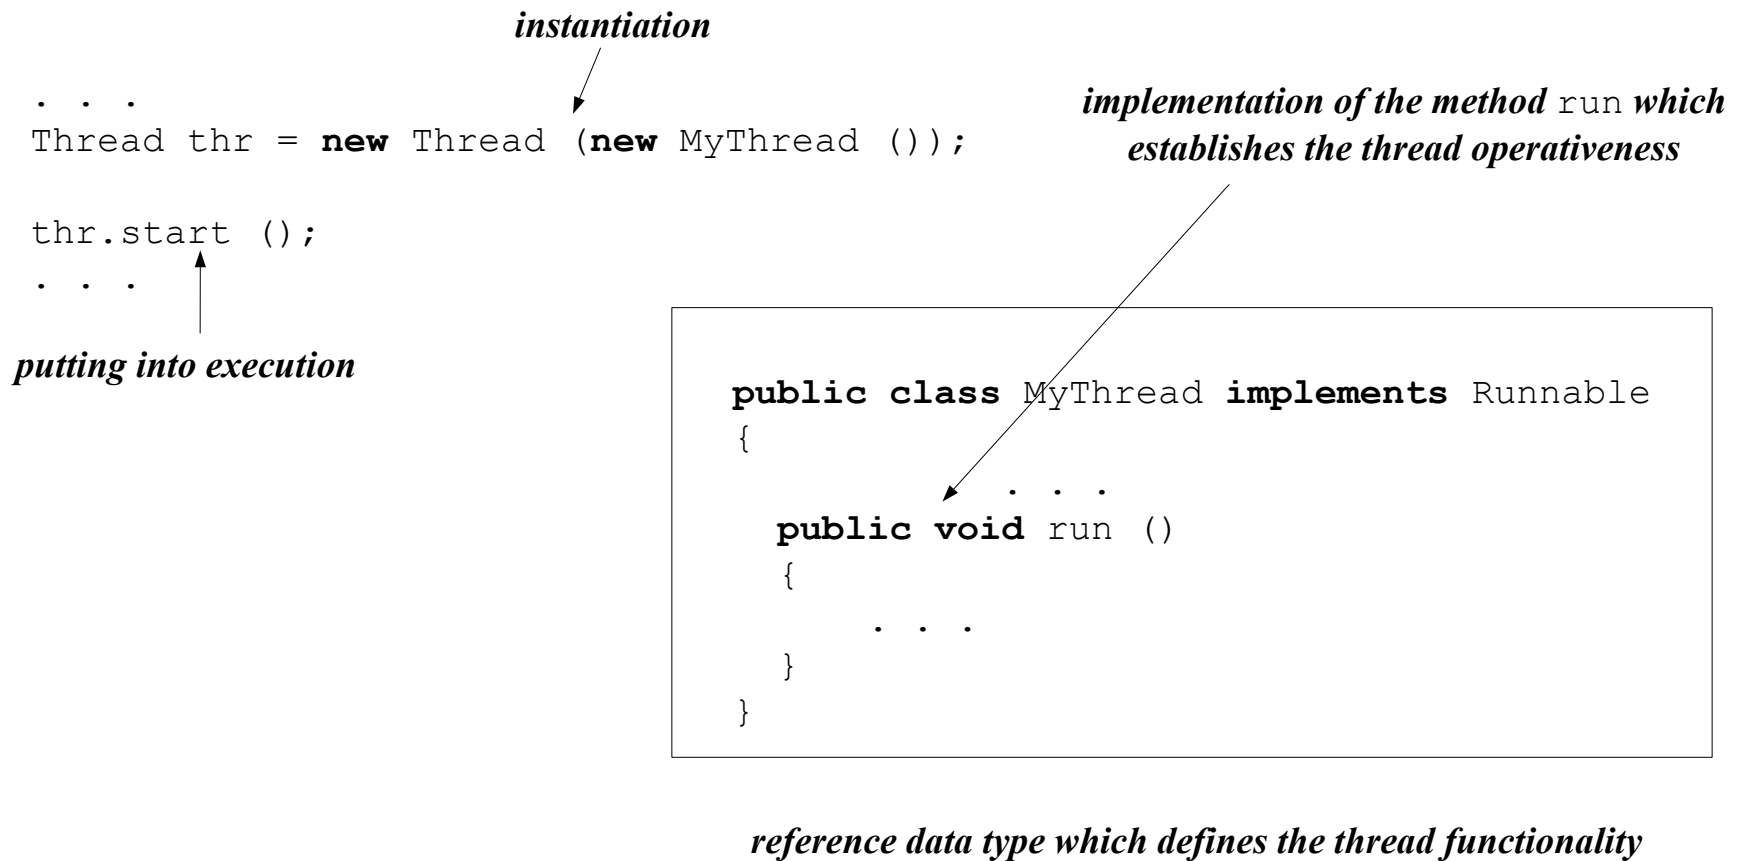 instantiation
. . .
Thread thr = new Thread (new MyThread ());
thr.start ();
. . .
putting into execution
implementation of the method run which
establishes the thread operativeness
public class MyThread implements Runnable
{
. . .
public void run ()
{
. . .
}
}
reference data type which defines the thread functionality